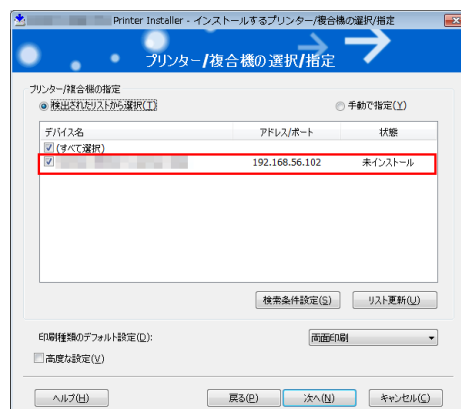 Printer Installer - インストールするプリンター/複合機の選択/指定
プリンター/複合機の選択/指定
プリンター/複合機の指定
検出されたリストから選択(T)
手動で指定(Y)
デバイス名 アドレス/ポート 状態
(すべて選択)
192.168.56.102 未インストール
検索条件設定(S) リスト更新(U)
印刷種類のデフォルト設定(D): 両面印刷
高度な設定(V)
ヘルプ(H) 戻る(P) 次へ(N) キャンセル(C)